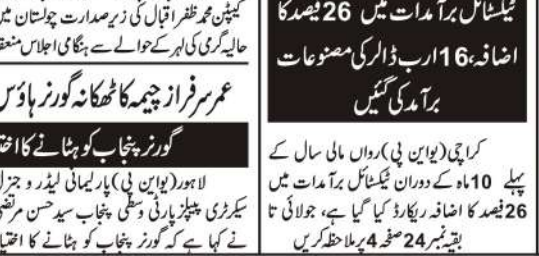 ٹیکسٹائل برآمدات میں 26 فیصد کا
اضافہ، 16 ارب ڈالر کی مصنوعات
برآمد کی گئیں
کراچی (یو این پی) رواں مالی سال کے
پہلے 10 ماہ کے دوران ٹیکسٹائل برآمدات میں
26 فیصد کا اضافہ ریکارڈ کیا گیا ہے، جولائی تا
بقیہ نمبر 24 صفحہ 4 پر ملاحظہ کریں
کیپٹن محمد ظفر اقبال کی زیر صدارت چولستان میں
حالیہ گرمی کی لہر کے حوالے سے ہنگامی اجلاس منعق
عمر سرفراز چیمہ کا ٹھکانہ گورنر ہاؤس
گورنر پنجاب کو ہٹانے کا اخت
لاہور (یو این پی) پارلیمانی لیڈر و جنرل
سیکرٹری پیپلز پارٹی وسطی پنجاب سید حسن مرتضی
نے کہا ہے کہ گورنر پنجاب کو ہٹانے کا اختیا